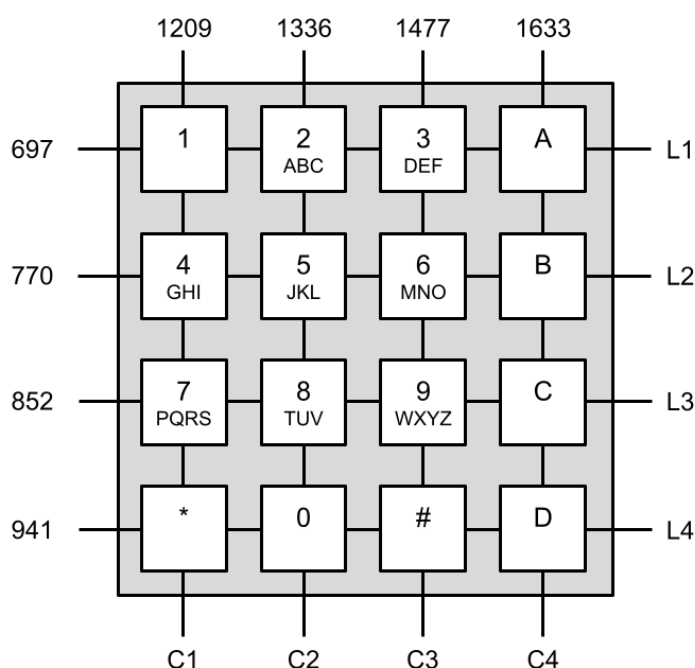 1209 1336 1477 1633
697 1 2 3 A L1
ABC DEF
770 4 5 6 B L2
GHI JKL MNO
852 7 8 9 C L3
PQRS TUV WXYZ
941 * 0 # D L4
C1 C2 C3 C4